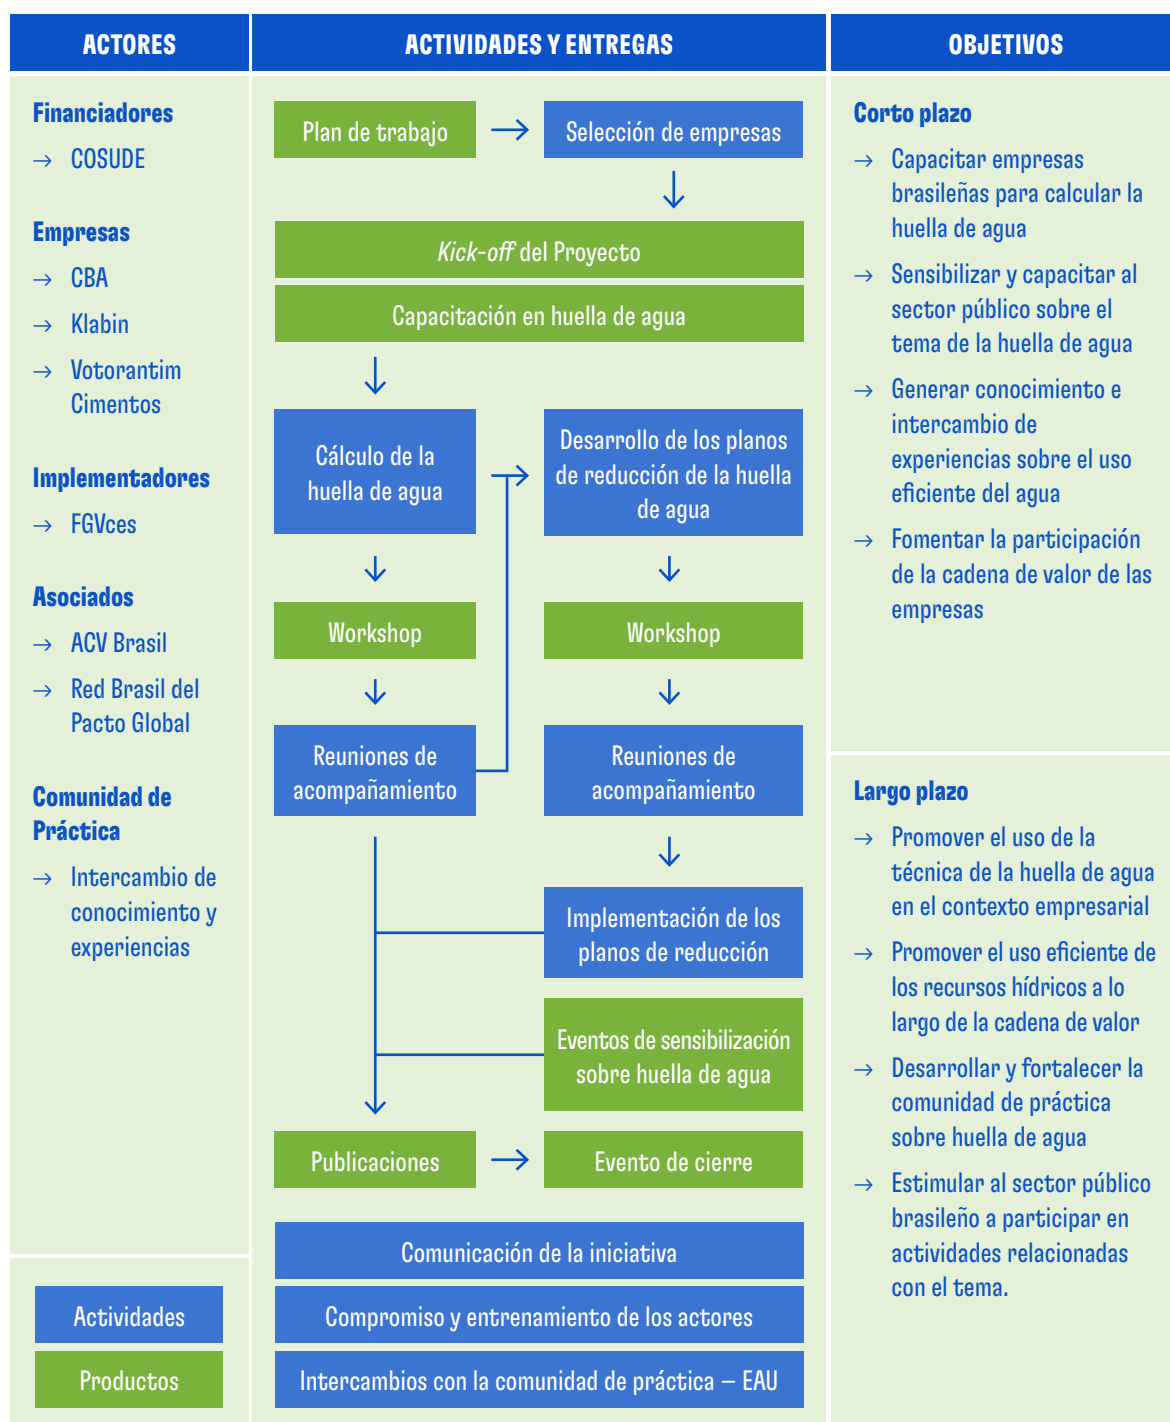 ACTORES
Financiadores
→ COSUDE
Empresas
→ CBA
→ Klabin
→ Votorantim
Cimentos
Implementadores
→ FGVces
Asociados
→ ACV Brasil
→ Red Brasil del
Pacto Global
Comunidad de
Práctica
→ Intercambio de
conocimiento y
experiencias
Actividades
Productos
ACTIVIDADES Y ENTREGAS
Plan de trabajo
Selección de empresas
Kick-off del Proyecto
Capacitación en huella de agua
Cálculo de la
huella de agua
Desarrollo de los planos
de reducción de la huella
de agua
Workshop
Workshop
Reuniones de
acompañamiento
Reuniones de
acompañamiento
Implementación de los
planos de reducción
Eventos de sensibilización
sobre huella de agua
Publicaciones
Evento de cierre
Comunicación de la iniciativa
Compromiso y entrenamiento de los actores
Intercambios con la comunidad de práctica – EAU
OBJETIVOS
Corto plazo
→ Capacitar empresas
brasileñas para calcular la
huella de agua
→ Sensibilizar y capacitar al
sector público sobre el
tema de la huella de agua
→ Generar conocimiento e
intercambio de
experiencias sobre el uso
eficiente del agua
→ Fomentar la participación
de la cadena de valor de las
empresas
Largo plazo
→ Promover el uso de la
técnica de la huella de agua
en el contexto empresarial
→ Promover el uso eficiente de
los recursos hídricos a lo
largo de la cadena de valor
→ Desarrollar y fortalecer la
comunidad de práctica
sobre huella de agua
→ Estimular al sector público
brasileño a participar en
actividades relacionadas
con el tema.